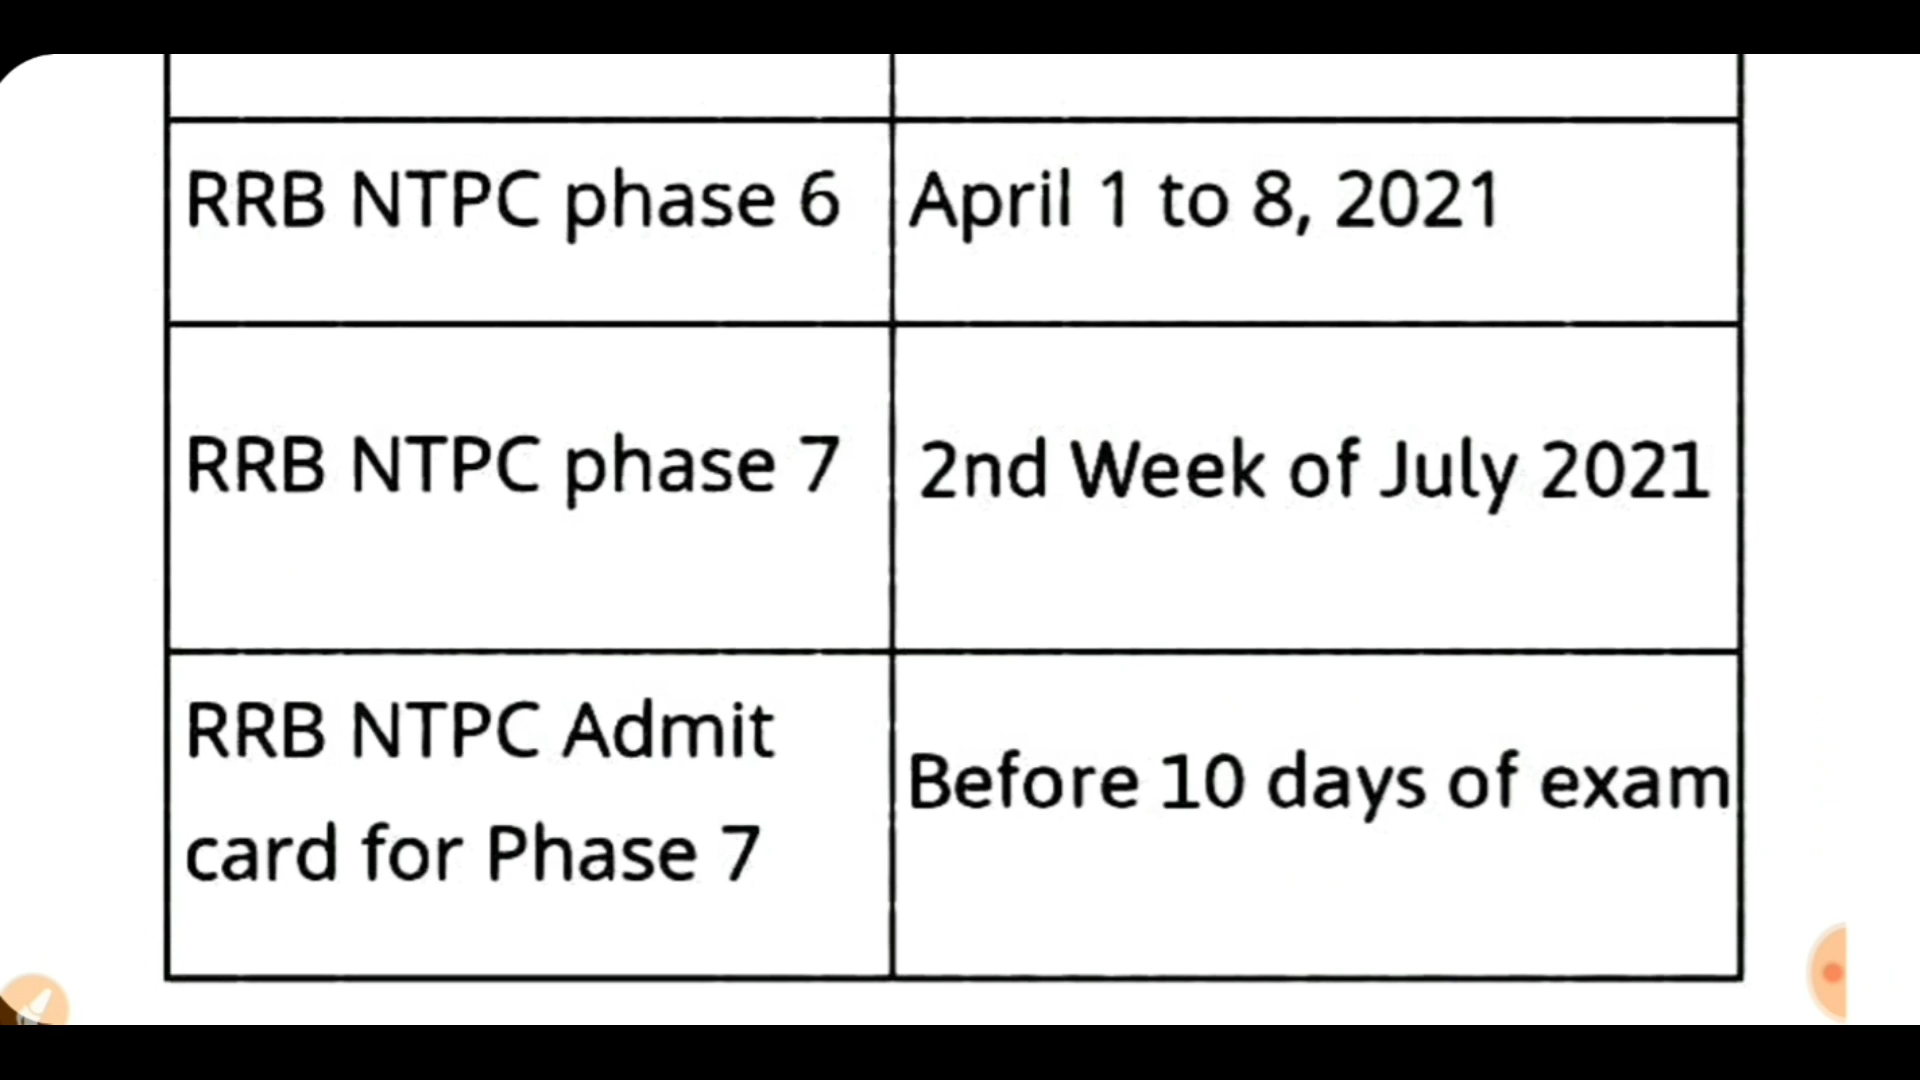 RRB NTPC phase 6 April 1 to 8, 2021
RRB NTPC phase 7 2nd Week of July 2021
RRB NTPC Admit
card for Phase 7
Before 10 days of exam